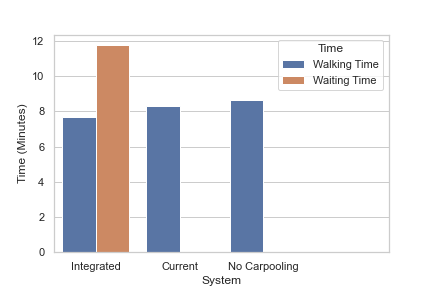 12
10
8
6
4
2
0
Time (Minutes)
Time
Walking Time
Waiting Time
Integrated
Current
No Carpooling
System